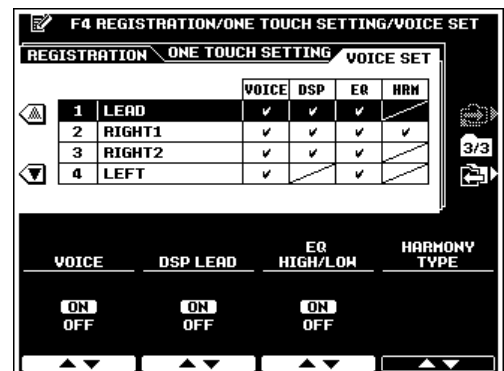 F4 REGISTRATION/ONE TOUCH SETTING/VOICE SET
REGISTRATION ONE TOUCH SETTING VOICE SET
VOICE DSP EQ HRM
1 LEAD
2 RIGHT1
3 RIGHT2
4 LEFT
3/3
VOICE DSP LEAD EQ HIGH/LOW HARMONY TYPE
ON ON ON
OFF OFF OFF